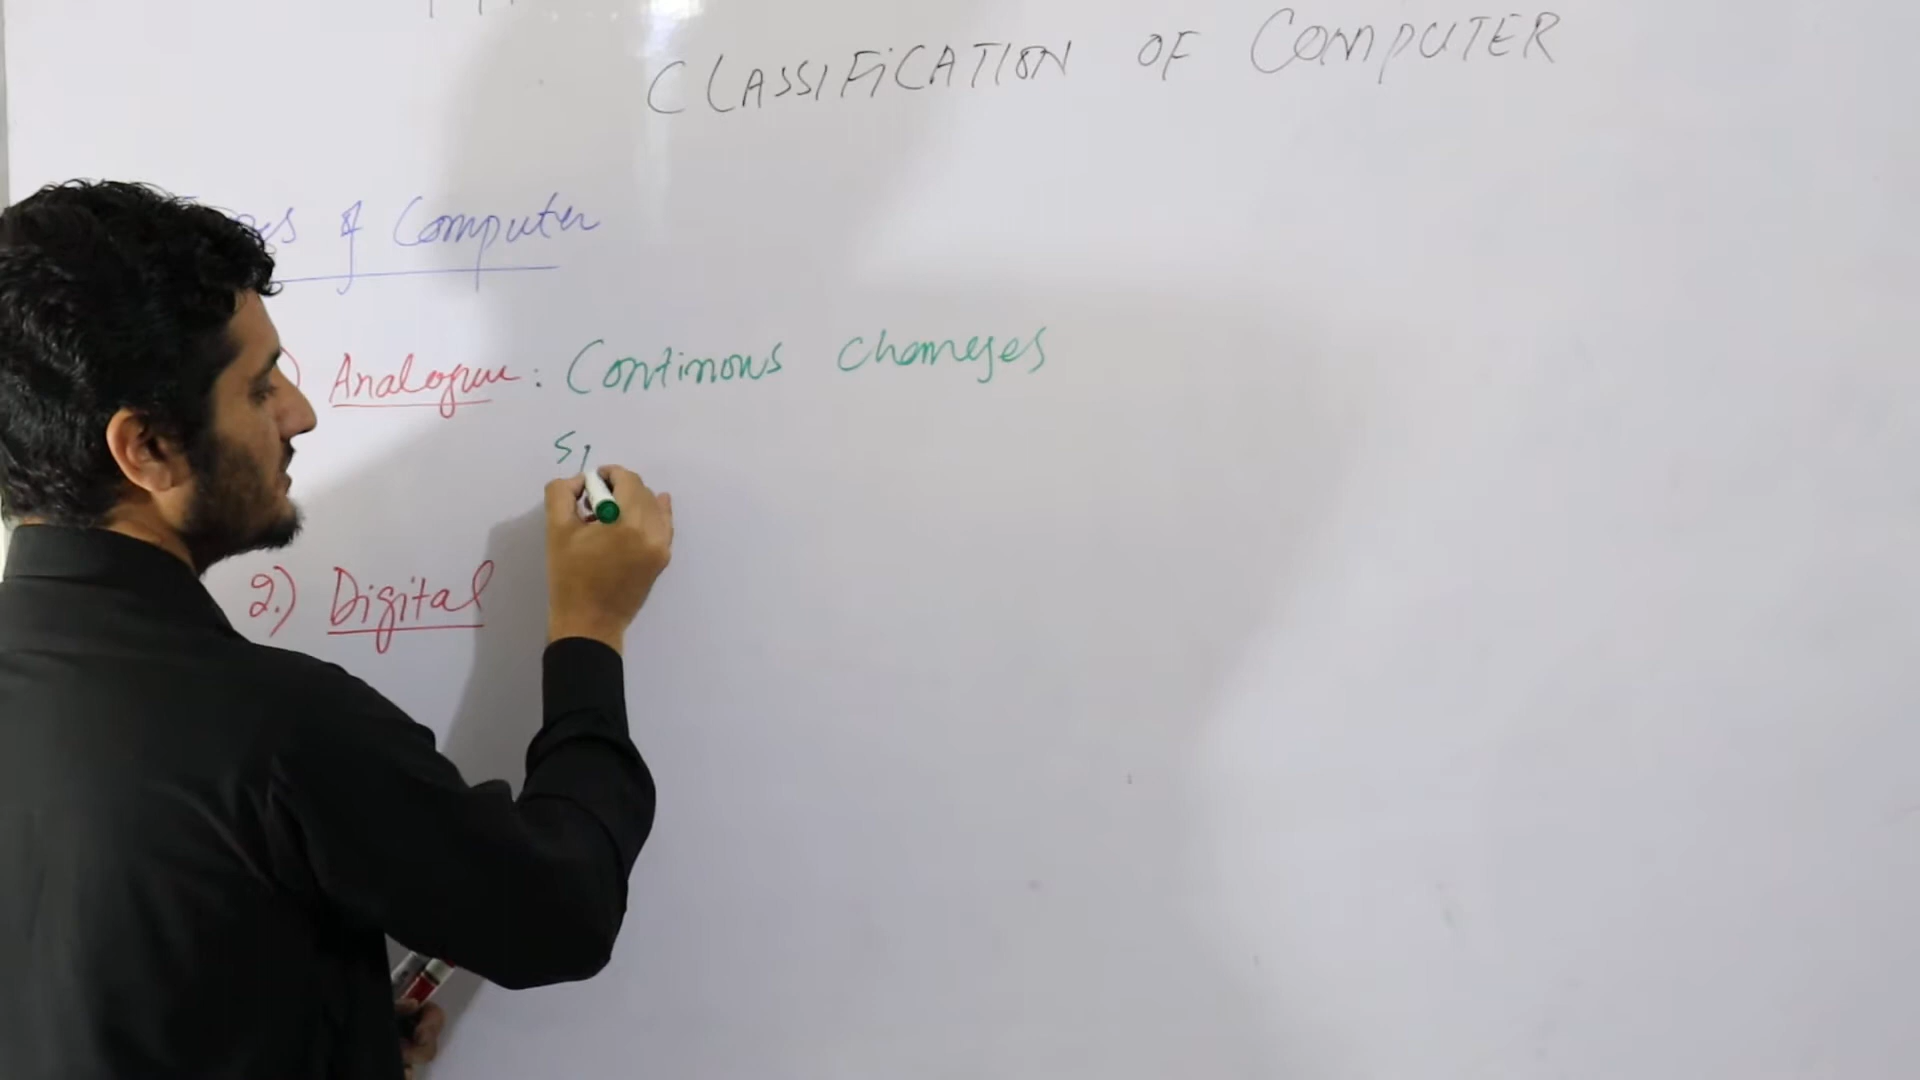 CLASSIFiCATION OF COMPUTER
of Computer
Analogue : Continous changes
2.) Digital